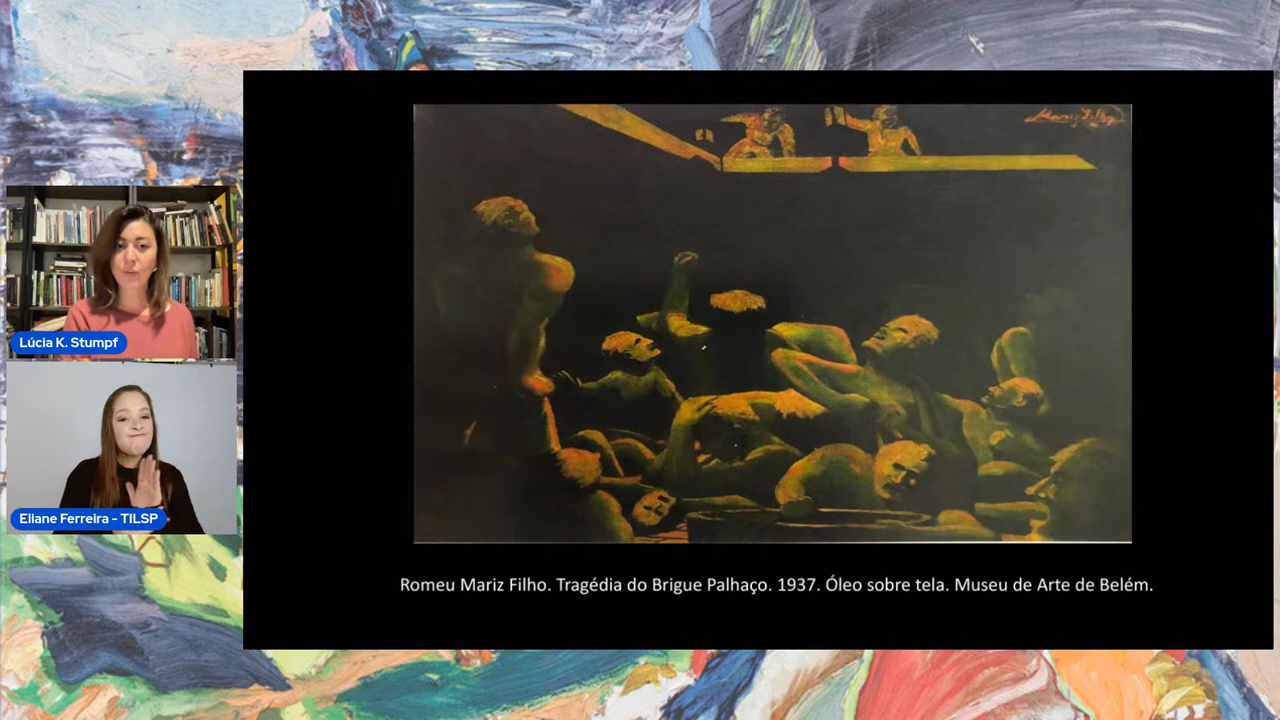 Lúcia K. Stumpf
Eliane Ferreira - TILSP
Romeu Mariz Filho. Tragédia do Brigue Palhaço. 1937. Óleo sobre tela. Museu de Arte de Belém.